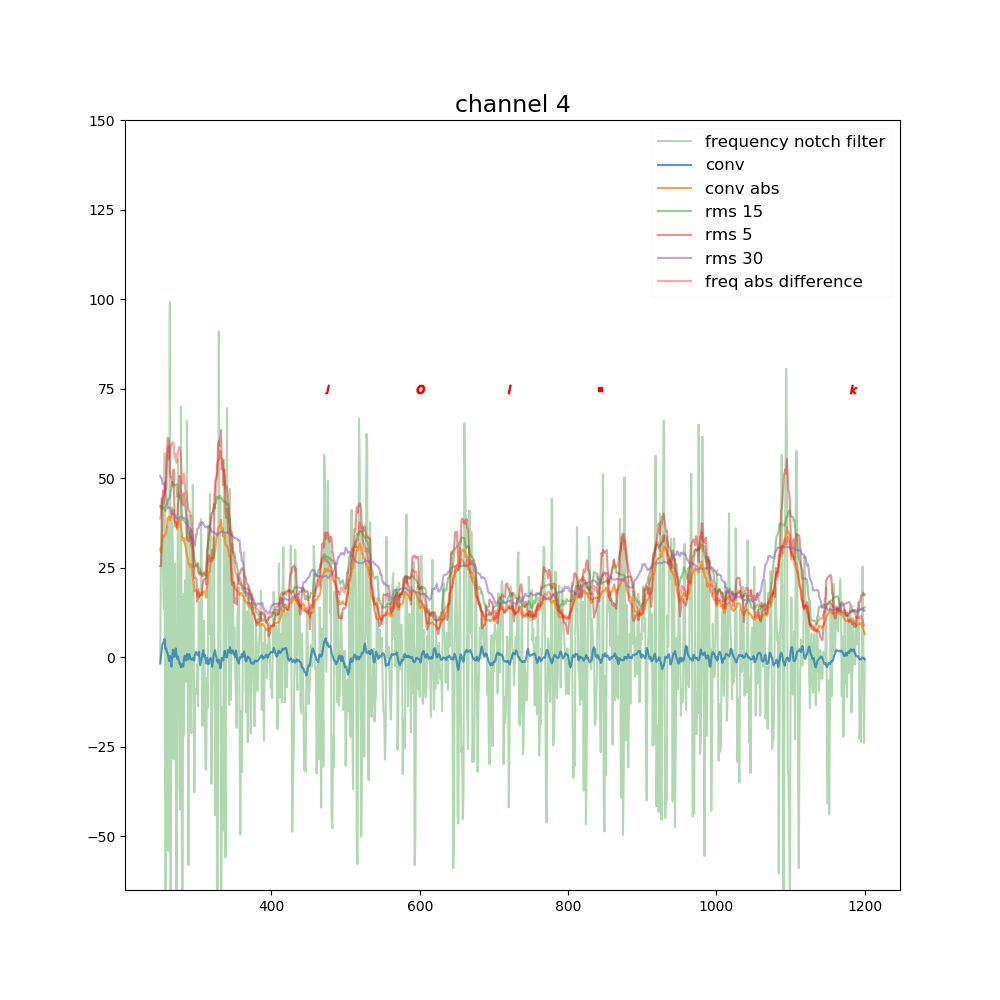 channel 4
150
125
100
75
50
25
0
−25
−50
frequency notch filter
conv
conv abs
rms 15
rms 5
rms 30
freq abs difference
J O l k
400 600 800 1000 1200